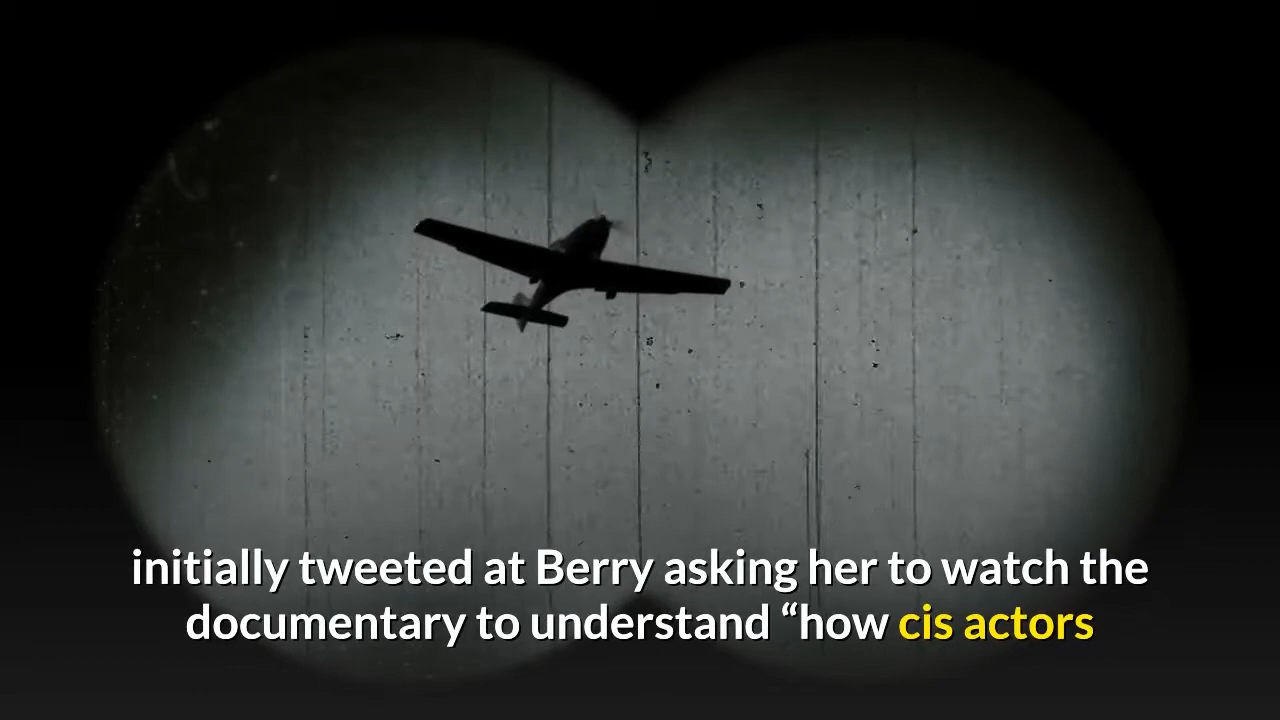 initially tweeted at Berry asking her to watch the
documentary to understand “how cis actors